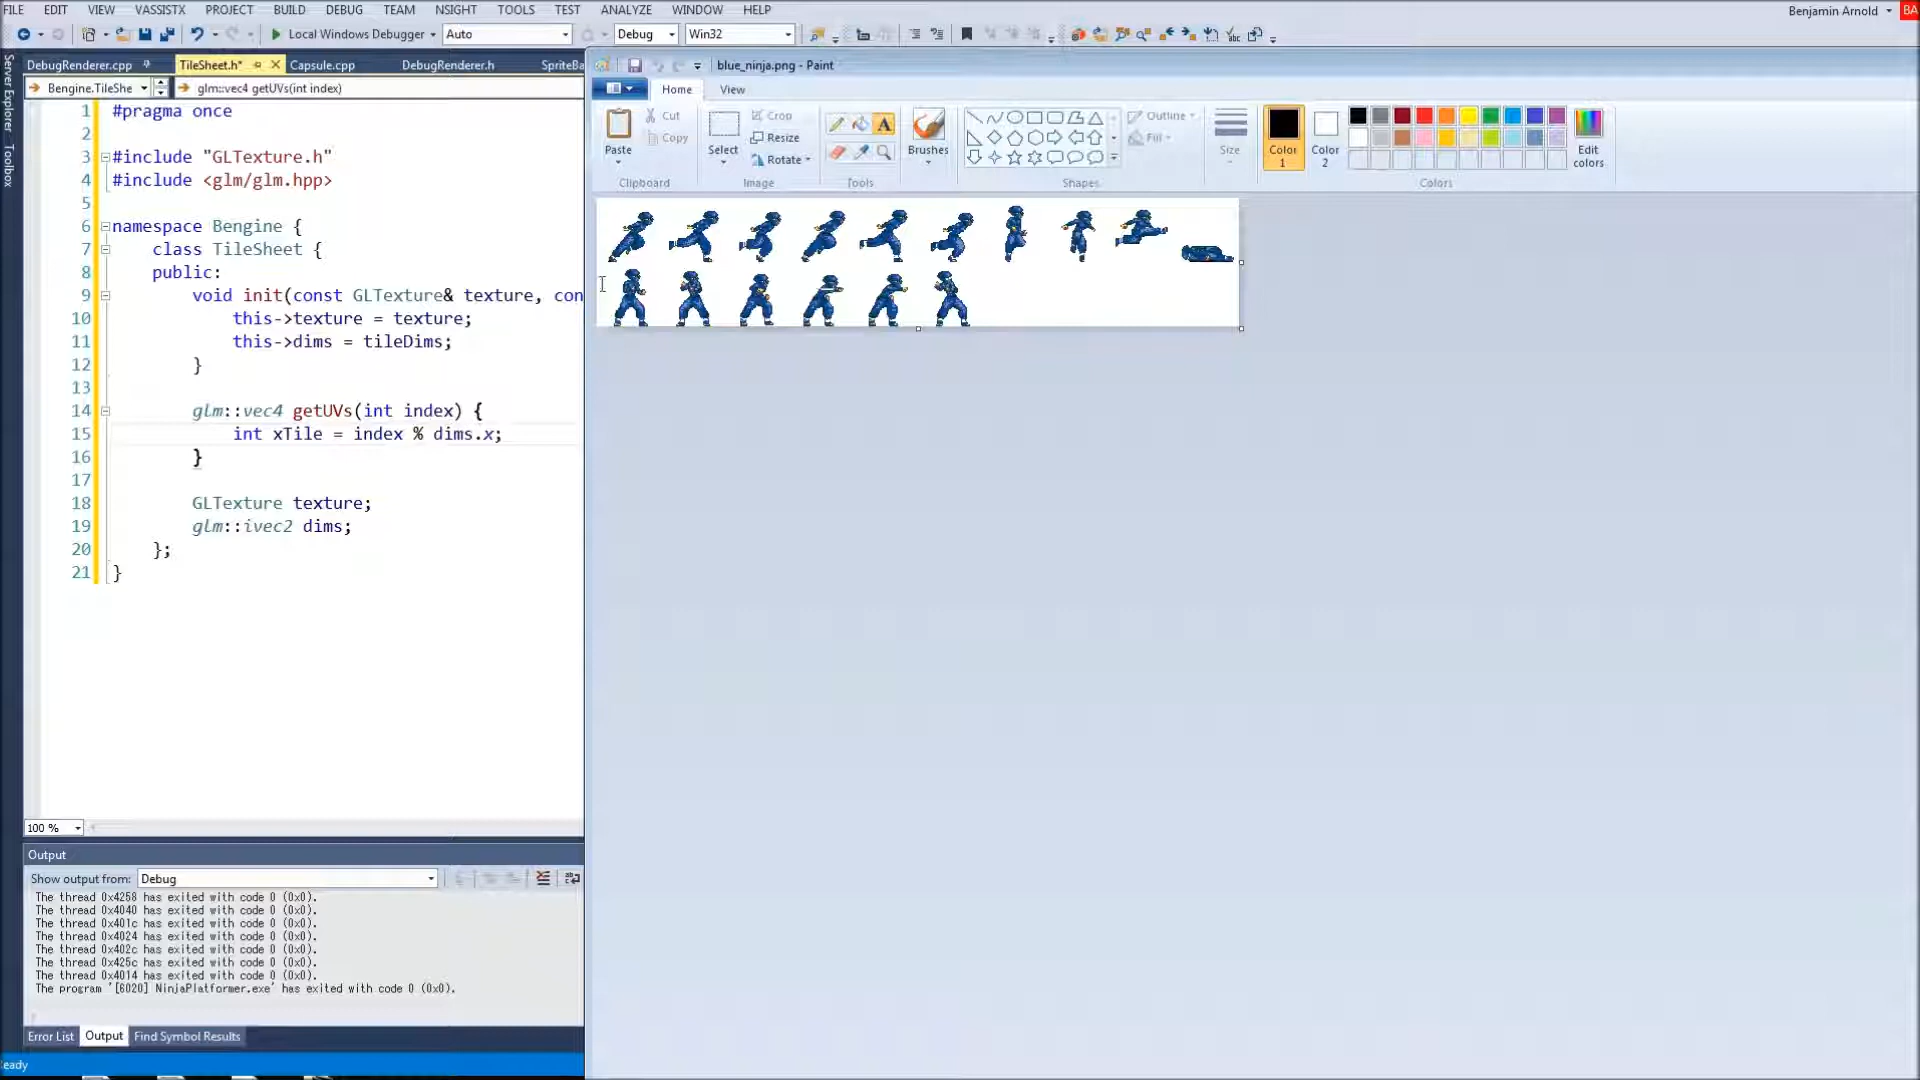 FILE EDIT VIEW VASSISTX PROJECT BUILD DEBUG TEAM NSIGHT TOOLS TEST ANALYZE WINDOW HELP
Benjamin Arnold BA
Local Windows Debugger Auto Debug Win32
Server Explorer
Toolbox
DebugRenderer.cpp TileSheet.h* Capsule.cpp DebugRenderer.h SpriteBa
Bengine.TileShe glm::vec4 getUVs(int index)
1 #pragma once
2
3 #include "GLTexture.h"
4 #include <glm/glm.hpp>
5
6 namespace Bengine {
7 class TileSheet {
8 public:
9 void init(const GLTexture& texture, con
10 this->texture = texture;
11 this->dims = tileDims;
12 }
13
14 glm::vec4 getUVs(int index) {
15 int xTile = index % dims.x;
16 }
17
18 GLTexture texture;
19 glm::ivec2 dims;
20 };
21 }
100 %
Output
Show output from: Debug
The thread 0x4258 has exited with code 0 (0x0).
The thread 0x4040 has exited with code 0 (0x0).
The thread 0x401c has exited with code 0 (0x0).
The thread 0x4024 has exited with code 0 (0x0).
The thread 0x402c has exited with code 0 (0x0).
The thread 0x425c has exited with code 0 (0x0).
The thread 0x4014 has exited with code 0 (0x0).
The program '[6020] NinjaPlatformer.exe' has exited with code 0 (0x0).
Error List Output Find Symbol Results
eady
blue_ninja.png - Paint
Home View
Paste
Cut
Copy
Clipboard
Select
Crop
Resize
Rotate
Image
A
Tools
Brushes
Outline
Fill
Shapes
Size
Color
1
Color
2
Edit
colors
Colors